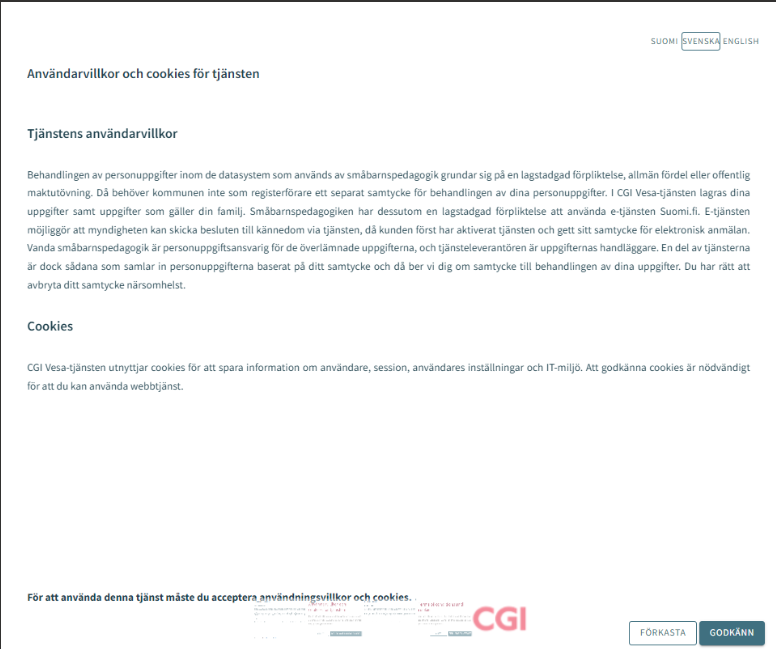 SUOMI SVENSKA ENGLISH
Användarvillkor och cookies för tjänsten
Tjänstens användarvillkor
Behandlingen av personuppgifter inom de datasystem som används av småbarnspedagogik grundar sig på en lagstadgad förpliktelse, allmän fördel eller offentlig
maktutövning. Då behöver kommunen inte som registerförare ett separat samtycke för behandlingen av dina personuppgifter. I CGI Vesa-tjänsten lagras dina
uppgifter samt uppgifter som gäller din familj. Småbarnspedagogiken har dessutom en lagstadgad förpliktelse att använda e-tjänsten Suomi.fi. E-tjänsten
möjliggör att myndigheten kan skicka besluten till kännedom via tjänsten, då kunden först har aktiverat tjänsten och gett sitt samtycke för elektronisk anmälan.
Vanda småbarnspedagogik är personuppgiftsansvarig för de överlämnade uppgifterna, och tjänsteleverantören är uppgifternas handläggare. En del av tjänsterna
är dock sådana som samlar in personuppgifterna baserat på ditt samtycke och då ber vi dig om samtycke till behandlingen av dina uppgifter. Du har rätt att
avbryta ditt samtycke närsomhelst.
Cookies
CGI Vesa-tjänsten utnyttjar cookies för att spara information om användare, session, användares inställningar och IT-miljö. Att godkänna cookies är nödvändigt
för att du kan använda webbtjänst.
För att använda denna tjänst måste du acceptera användningsvillkor och cookies.
CGI
FÖRKASTA GODKÄNN